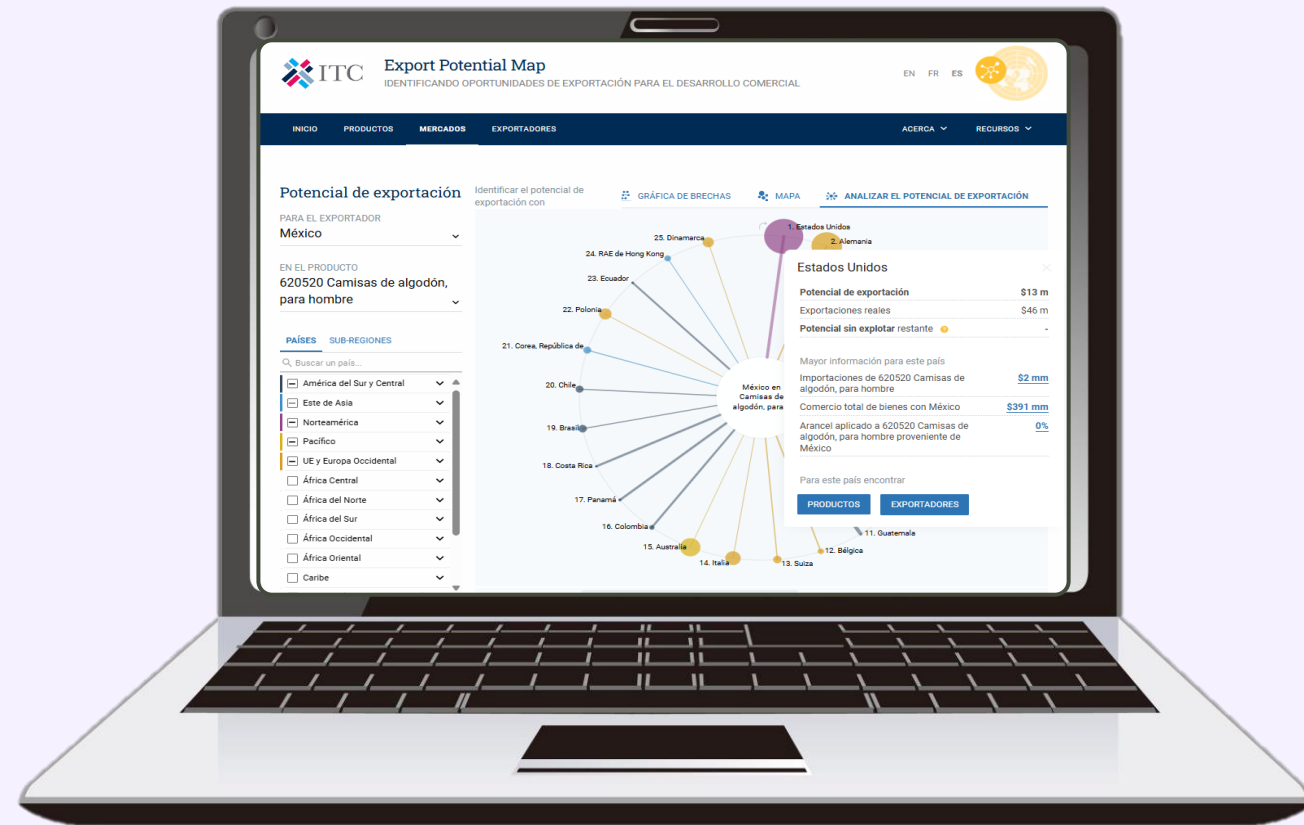 ITC
Export Potential Map
IDENTIFICANDO OPORTUNIDADES DE EXPORTACIÓN PARA EL DESARROLLO COMERCIAL
EN FR ES
INICIO PRODUCTOS MERCADOS EXPORTADORES ACERCA RECURSOS
Potencial de exportación
PARA EL EXPORTADOR
México
EN EL PRODUCTO
620520 Camisas de algodón,
para hombre
PAÍSES SUB-REGIONES
Buscar un país...
América del Sur y Central
Este de Asia
Norteamérica
Pacífico
UE y Europa Occidental
África Central
África del Norte
África del Sur
África Occidental
África Oriental
Caribe
Identificar el potencial de
exportación con
GRÁFICA DE BRECHAS MAPA ANALIZAR EL POTENCIAL DE EXPORTACIÓN
1. Estados Unidos
2. Alemania
25. Dinamarca
24. RAE de Hong Kong
23. Ecuador
22. Polonia
21. Corea, República de
20. Chile
19. Brasil
18. Costa Rica
17. Panamá
16. Colombia
15. Australia
14. Italia
13. Suiza
12. Bélgica
11. Guatemala
México en
Camisas de
algodón, para
Estados Unidos
Potencial de exportación $13 m
Exportaciones reales $46 m
Potencial sin explotar restante -
Mayor información para este país
Importaciones de 620520 Camisas de $2 mm
algodón, para hombre
Comercio total de bienes con México $391 mm
Arancel aplicado a 620520 Camisas de 0%
algodón, para hombre proveniente de
México
Para este país encontrar
PRODUCTOS EXPORTADORES